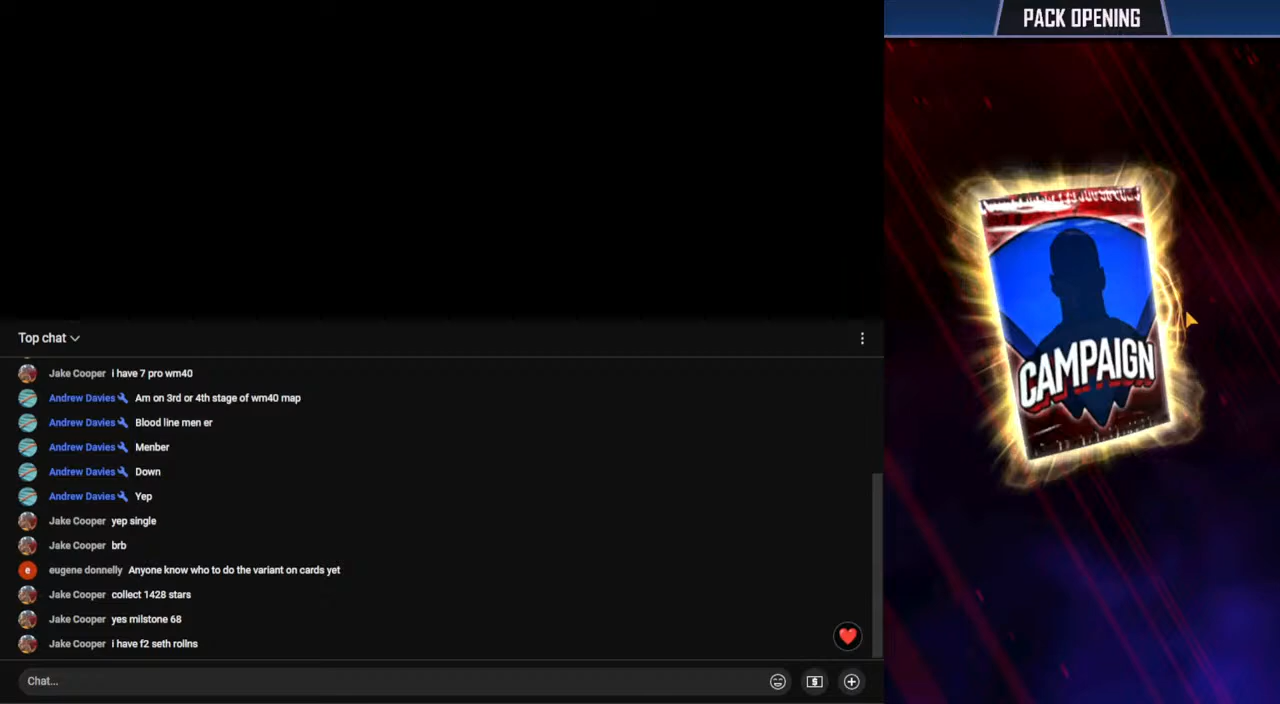 PACK OPENING
CAMPAIGN
Top chat
Jake Cooper i have 7 pro wm40
Andrew Davies Am on 3rd or 4th stage of wm40 map
Andrew Davies Blood line men er
Andrew Davies Menber
Andrew Davies Down
Andrew Davies Yep
Jake Cooper yep single
Jake Cooper brb
e eugene donnelly Anyone know who to do the variant on cards yet
Jake Cooper collect 1428 stars
Jake Cooper yes milstone 68
Jake Cooper i have f2 seth rollns
Chat...